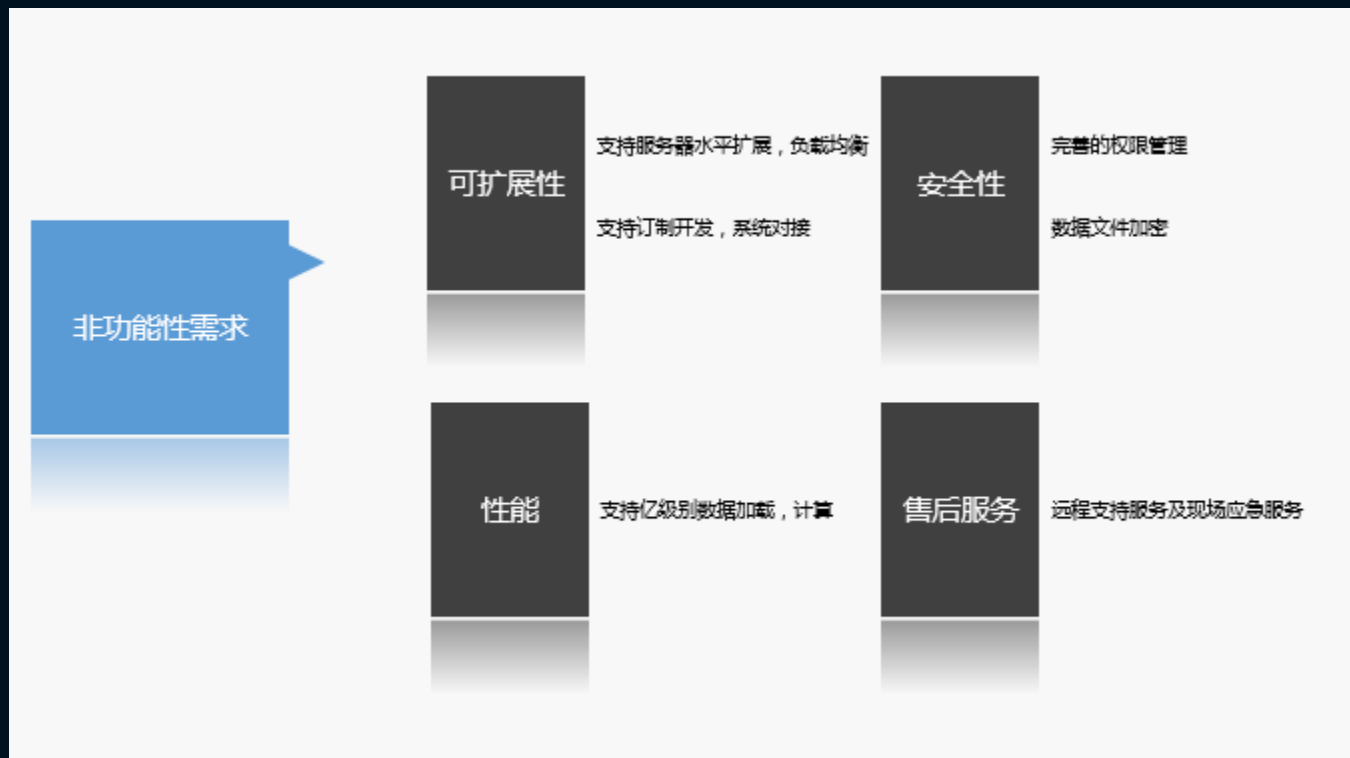 非功能性需求
可扩展性
支持服务器水平扩展，负载均衡
支持订制开发，系统对接
安全性
完善的权限管理
数据文件加密
性能
支持亿级别数据加载，计算
售后服务
远程支持服务及现场应急服务